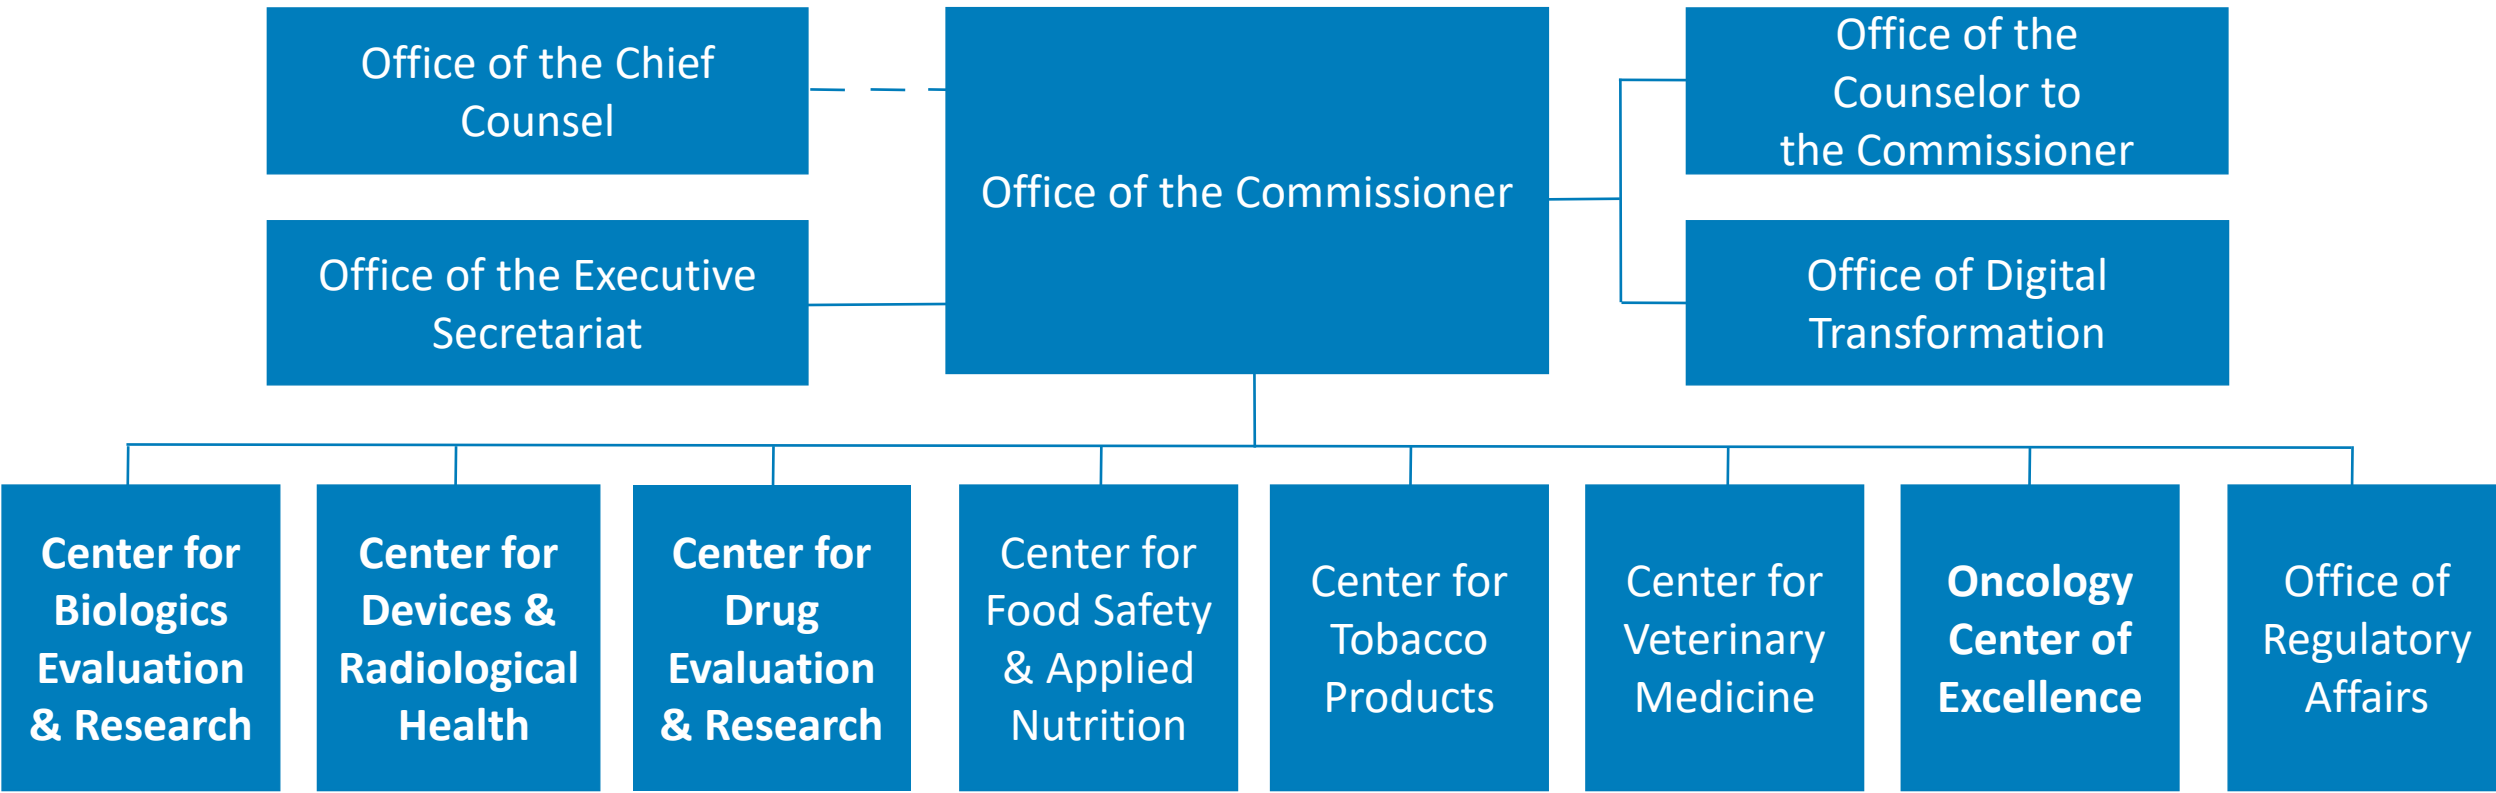 Office of the Chief
Counsel
Office of the Commissioner
Office of the
Counselor to
the Commissioner
Office of the Executive
Secretariat
Office of Digital
Transformation
Center for
Biologics
Evaluation
& Research
Center for
Devices &
Radiological
Health
Center for
Drug
Evaluation
& Research
Center for
Food Safety
& Applied
Nutrition
Center for
Tobacco
Products
Center for
Veterinary
Medicine
Oncology
Center of
Excellence
Office of
Regulatory
Affairs